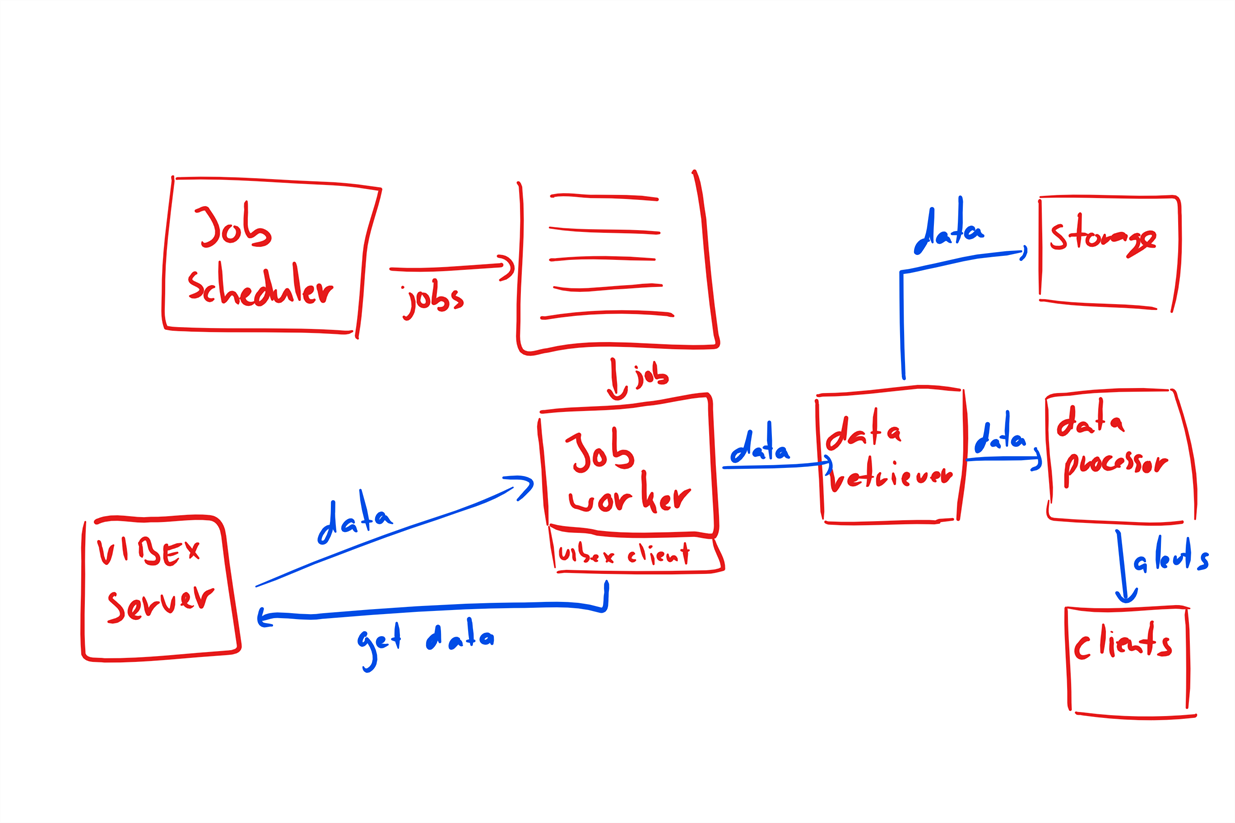 Job
scheduler
jobs
job
data
storage
Job
worker
vibex client
data
data
retriever
data
data
processor
alerts
clients
VIBEX
server
data
get data